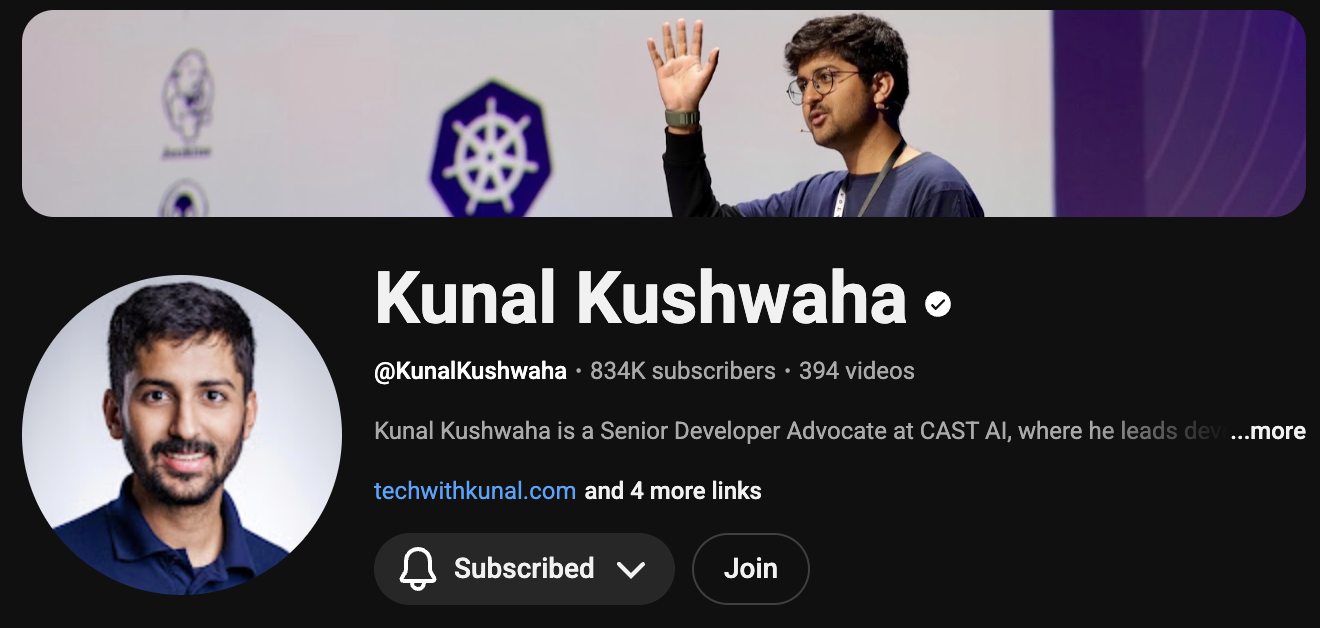 Kunal Kushwaha
@KunalKushwaha • 834K subscribers • 394 videos
Kunal Kushwaha is a Senior Developer Advocate at CAST AI, where he leads dev ...more
techwithkunal.com and 4 more links
Subscribed
Join